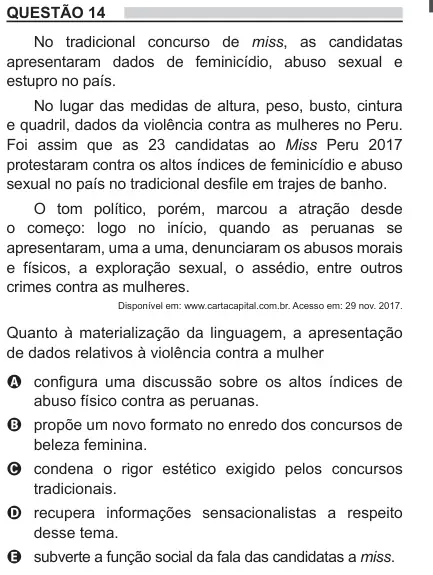 QUESTÃO 14
No tradicional concurso de miss, as candidatas
apresentaram dados de feminicídio, abuso sexual e
estupro no país.
No lugar das medidas de altura, peso, busto, cintura
e quadril, dados da violência contra as mulheres no Peru.
Foi assim que as 23 candidatas ao Miss Peru 2017
protestaram contra os altos índices de feminicídio e abuso
sexual no país no tradicional desfile em trajes de banho.
O tom político, porém, marcou a atração desde
o começo: logo no início, quando as peruanas se
apresentaram, uma a uma, denunciaram os abusos morais
e físicos, a exploração sexual, o assédio, entre outros
crimes contra as mulheres.
Disponível em: www.cartacapital.com.br. Acesso em: 29 nov. 2017.
Quanto à materialização da linguagem, a apresentação
de dados relativos à violência contra a mulher
A configura uma discussão sobre os altos índices de
abuso físico contra as peruanas.
B propõe um novo formato no enredo dos concursos de
beleza feminina.
C condena o rigor estético exigido pelos concursos
tradicionais.
D recupera informações sensacionalistas a respeito
desse tema.
E subverte a função social da fala das candidatas a miss.